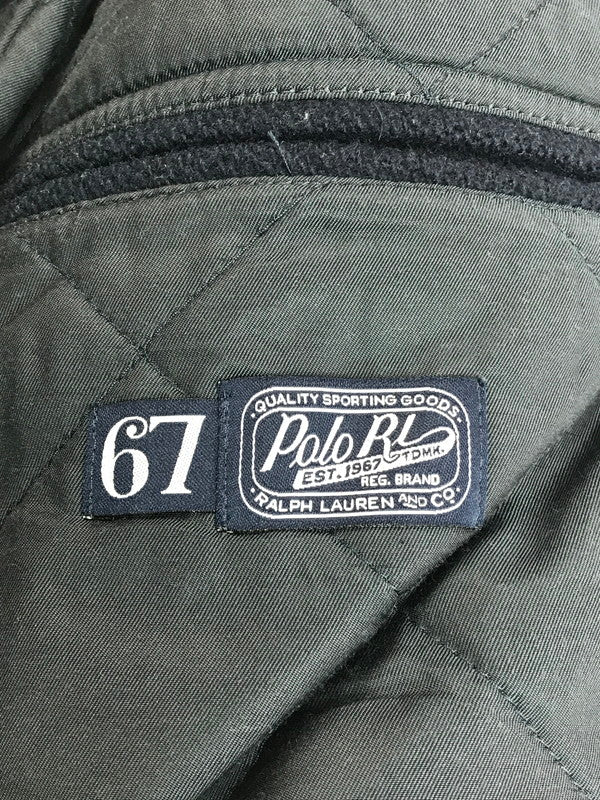 67
QUALITY SPORTING GOODS
Polo RL
TDMK.
EST. 1967
REG. BRAND
RALPH LAUREN AND CO.